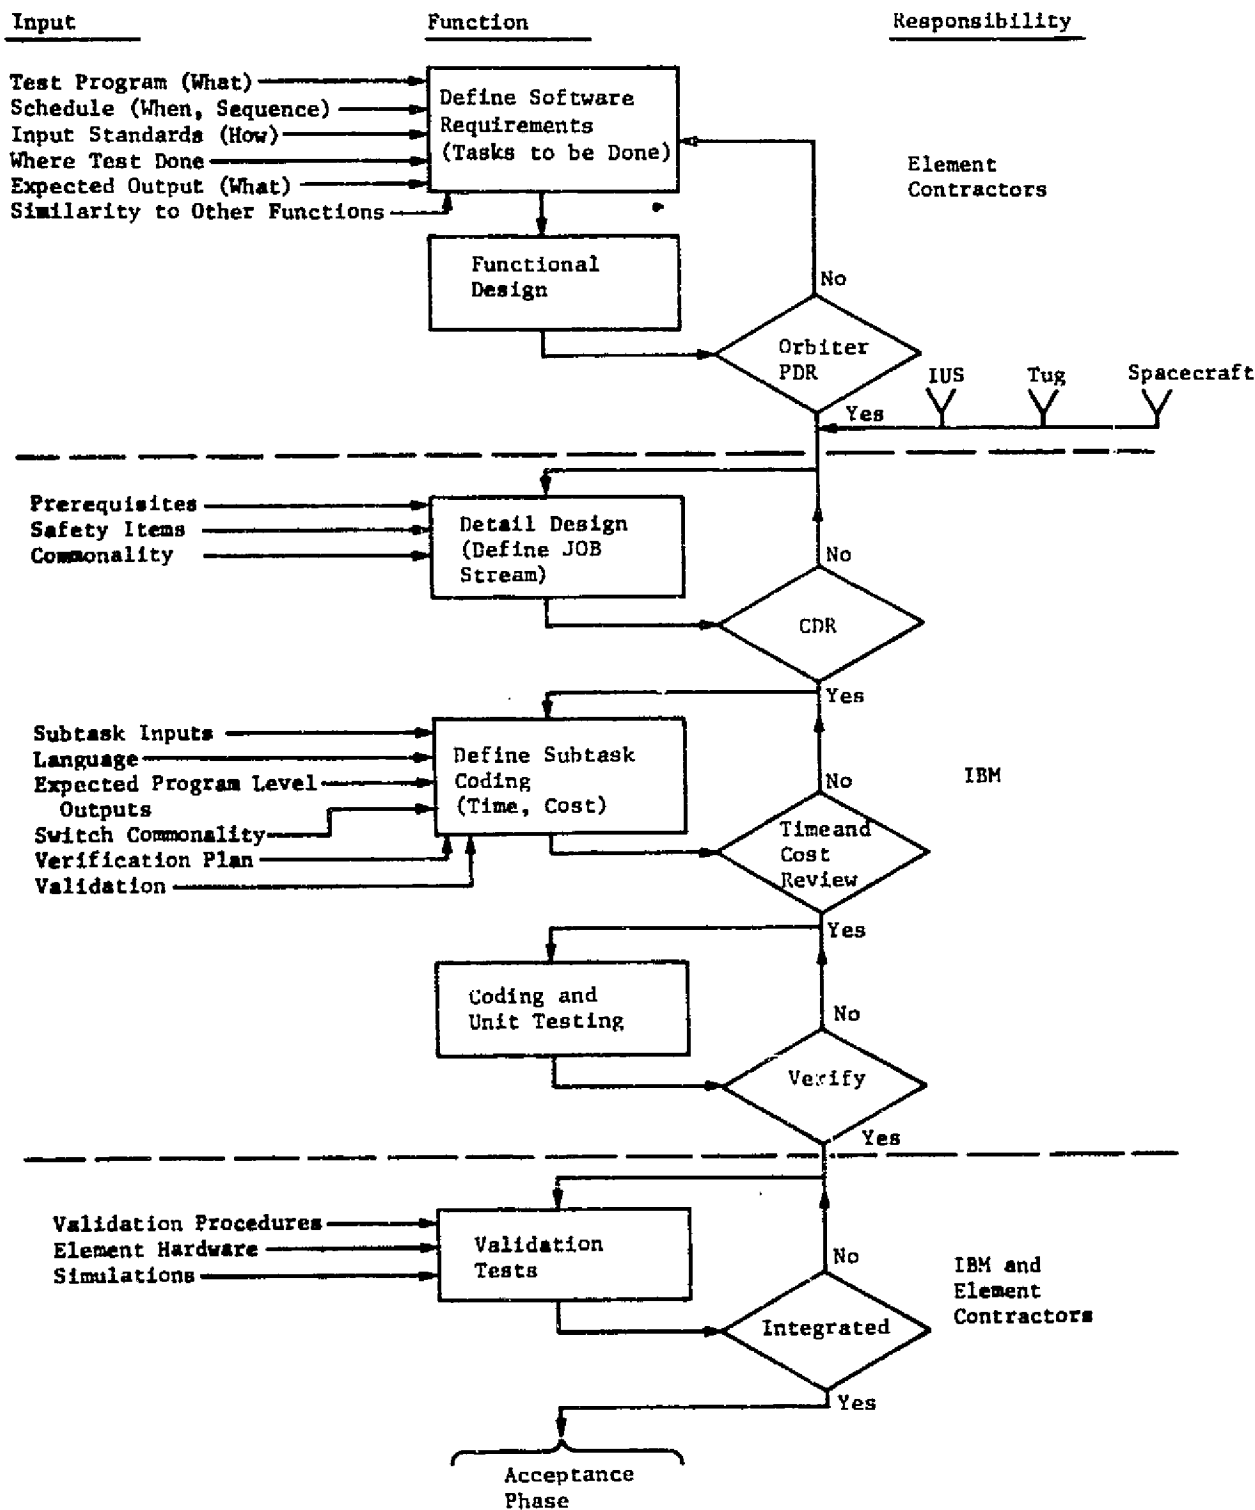 Input
Function
Responsibility
Test Program (What)
Schedule (When, Sequence)
Input Standards (How)
Where Test Done
Expected Output (What)
Similarity to Other Functions
Define Software
Requirements
(Tasks to be Done)
Element
Contractors
Functional
Design
No
Orbiter
PDR
Yes
IUS
Tug
Spacecraft
Prerequisites
Safety Items
Commonality
Detail Design
(Define JOB
Stream)
No
CDR
Yes
Subtask Inputs
Language
Expected Program Level
Outputs
Switch Commonality
Verification Plan
Validation
Define Subtask
Coding
(Time, Cost)
No
Time and
Cost
Review
Yes
IBM
Coding and
Unit Testing
No
Verify
Yes
Validation Procedures
Element Hardware
Simulations
Validation
Tests
No
Integrated
Yes
IBM and
Element
Contractors
Acceptance
Phase